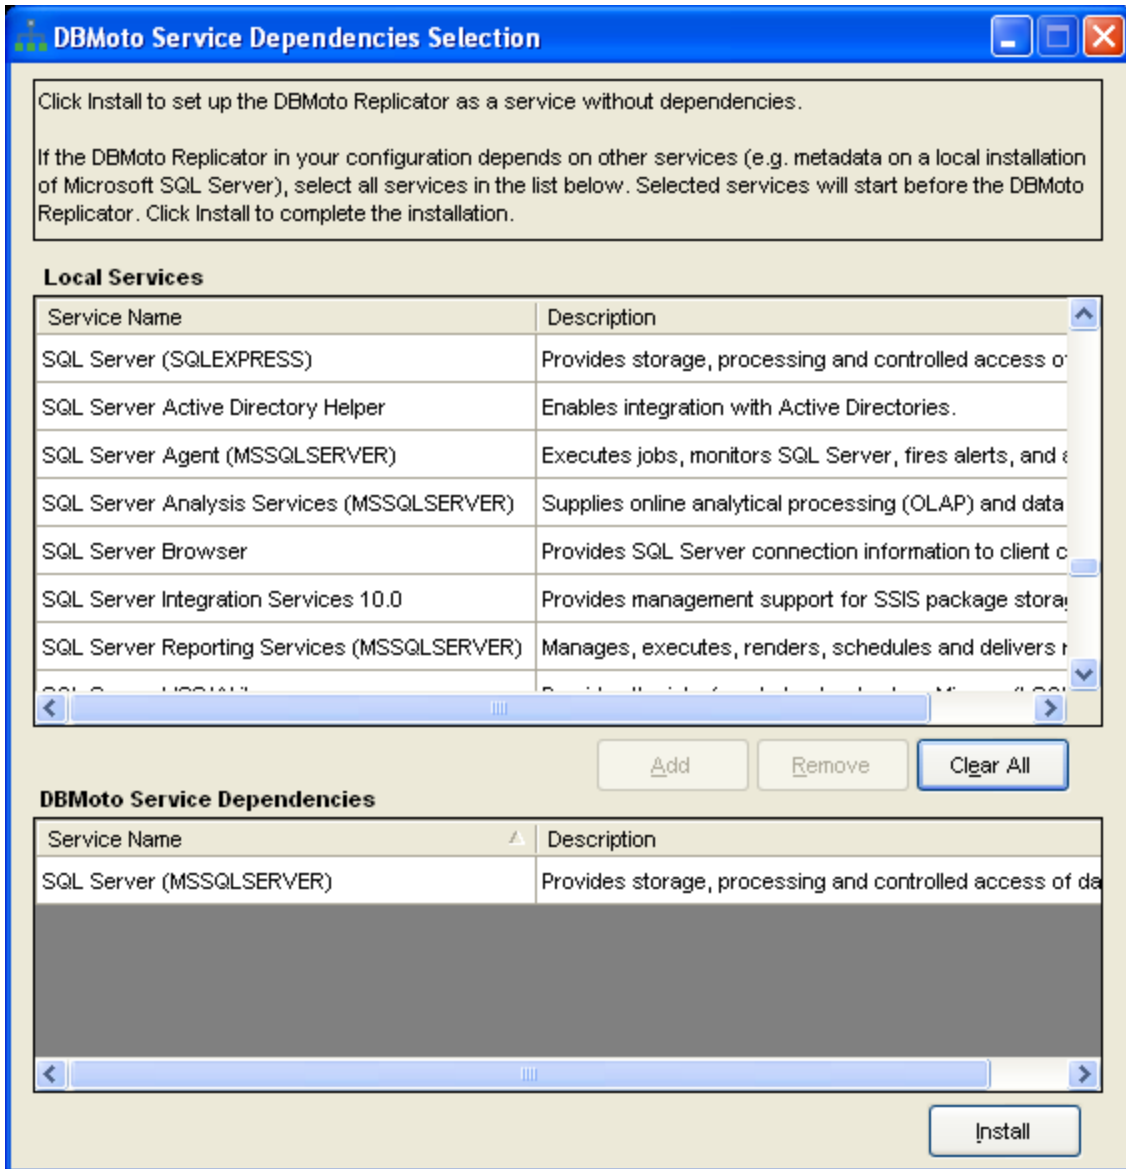 DBMoto Service Dependencies Selection
Click Install to set up the DBMoto Replicator as a service without dependencies.
If the DBMoto Replicator in your configuration depends on other services (e.g. metadata on a local installation
of Microsoft SQL Server), select all services in the list below. Selected services will start before the DBMoto
Replicator. Click Install to complete the installation.
Local Services
Service Name Description
SQL Server (SQLEXPRESS) Provides storage, processing and controlled access of
SQL Server Active Directory Helper Enables integration with Active Directories.
SQL Server Agent (MSSQLSERVER) Executes jobs, monitors SQL Server, fires alerts, and
SQL Server Analysis Services (MSSQLSERVER) Supplies online analytical processing (OLAP) and data
SQL Server Browser Provides SQL Server connection information to client c
SQL Server Integration Services 10.0 Provides management support for SSIS package
SQL Server Reporting Services (MSSQLSERVER) Manages, executes, renders, schedules and delivers
Add Remove Clear All
DBMoto Service Dependencies
Service Name Description
SQL Server (MSSQLSERVER) Provides storage, processing and controlled access of da
Install